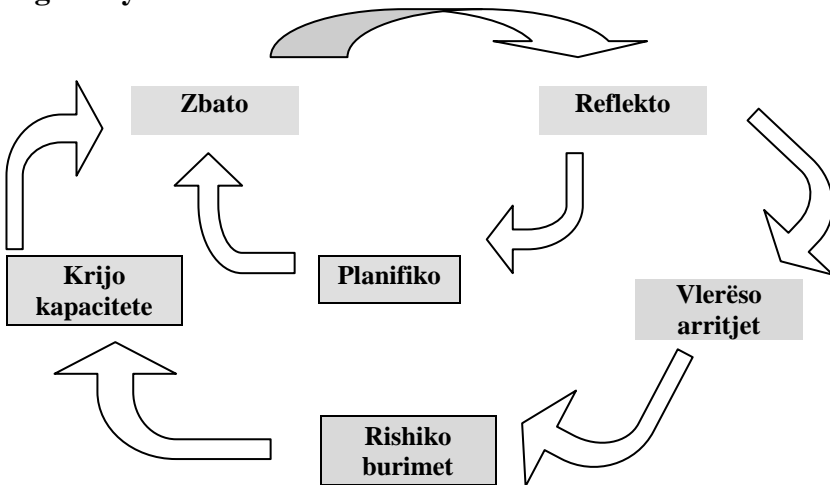 Zbato
Reflekto
Krijo
kapacitete
Planifiko
Vlerëso
arritjet
Rishiko
burimet